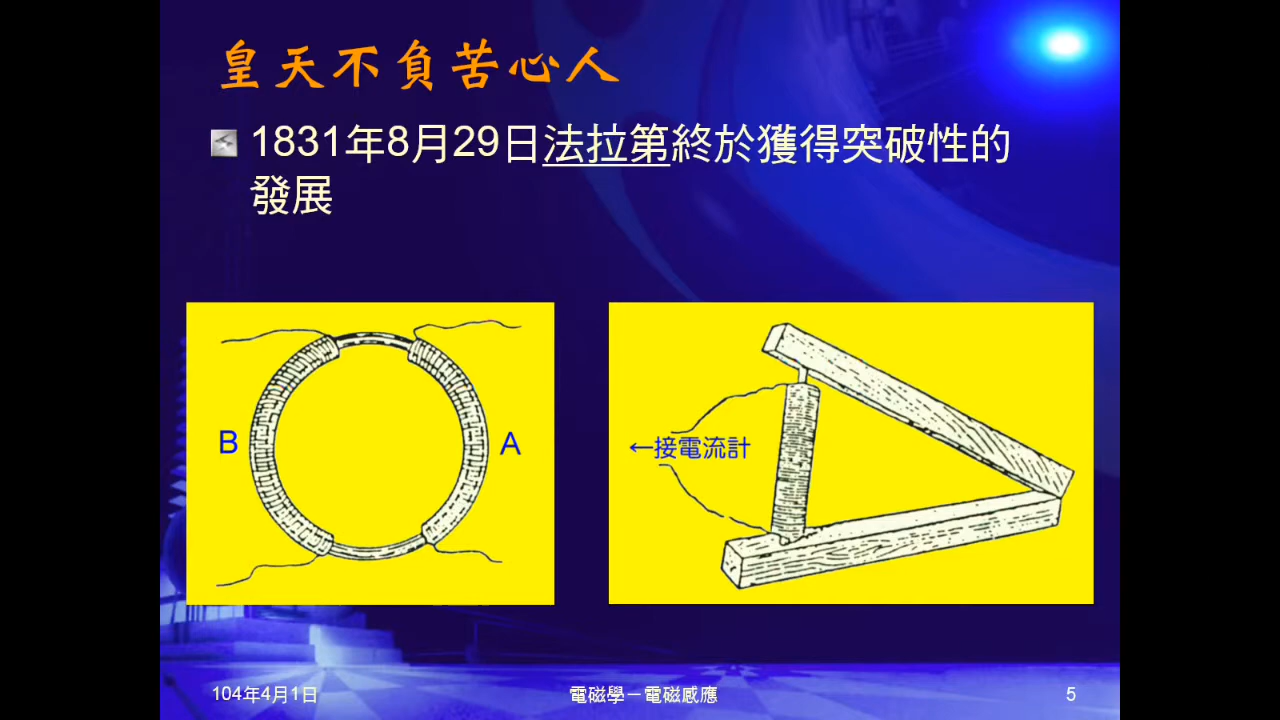 皇天不負苦心人
1831年8月29日法拉第終於獲得突破性的
發展
B
A
←接電流計
104年4月1日
電磁學－電磁感應
5